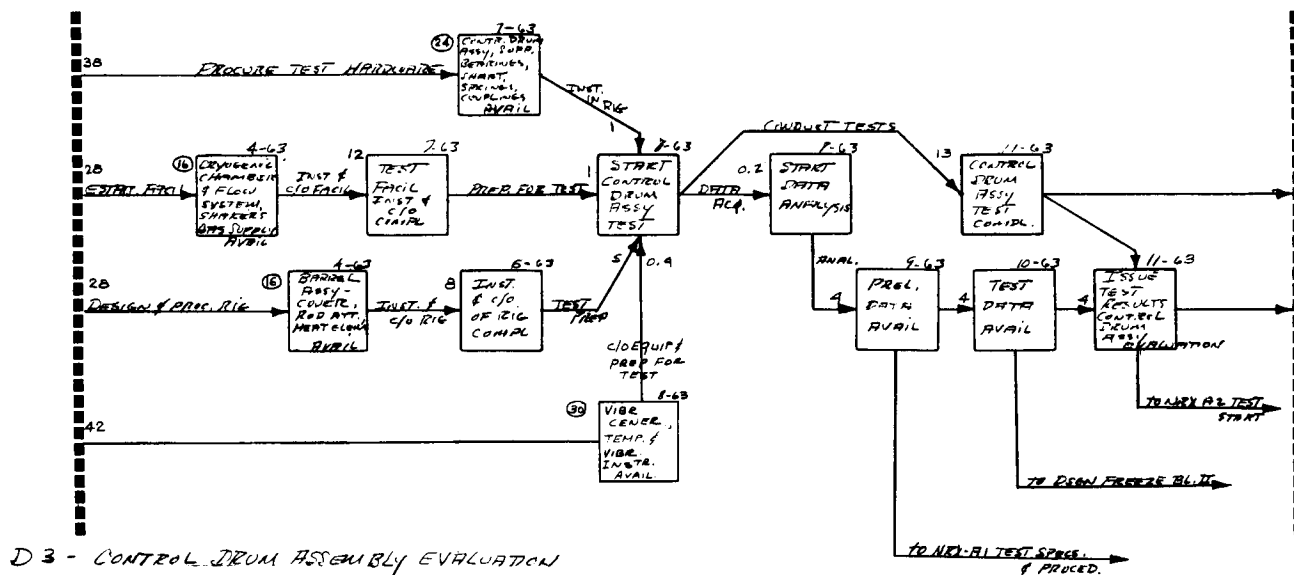 7-63
24
CONTR. DRUM
ASSY, SUPP.
BEARINGS,
SHAFT,
SPRINGS,
COUPLINGS
AVAIL
38
PROCURE TEST HARDWARE
INST.
IN RIG
1
4-63
16
CRYOGENIC
CHAMBER
& FLOW
SYSTEM,
SHAKERS
GAS SUPPLY
AVAIL
28
ESTAB. FACIL
INST &
C/O FACIL
12
7-63
TEST
FACIL
INST & C/O
COMPL
PREP FOR TEST
1
8-63
START
CONTROL
DRUM
ASSY
TEST
CONDUCT TESTS
DATA
ACQ.
0.2
8-63
START
DATA
ANALYSIS
13
11-63
CONTROL
DRUM
ASSY
TEST
COMPL.
4-63
16
BARREL
ASSY-
COVER,
ROD ATT.
AVAIL
28
DESIGN & PROC. RIG
INST. &
C/O RIG
8
6-63
INST.
& C/O
OF RIG
COMPL
TEST
PREP
5
0.4
ANAL.
4
9-63
PREL.
DATA
AVAIL
4
10-63
TEST
DATA
AVAIL
4
11-63
ISSUE
TEST
RESULTS
CONTROL
DRUM
ASSY
EVALUATION
C/O EQUIP &
PREP FOR
TEST
8-63
30
VIBR
GENER.,
TEMP. &
VIBR.
INSTR.
AVAIL.
42
TO NRX A2 TEST
START
TO DSGN FREEZE BL. II
TO NRX-A1 TEST SPECS.
& PROCED.
D3 - CONTROL DRUM ASSEMBLY EVALUATION